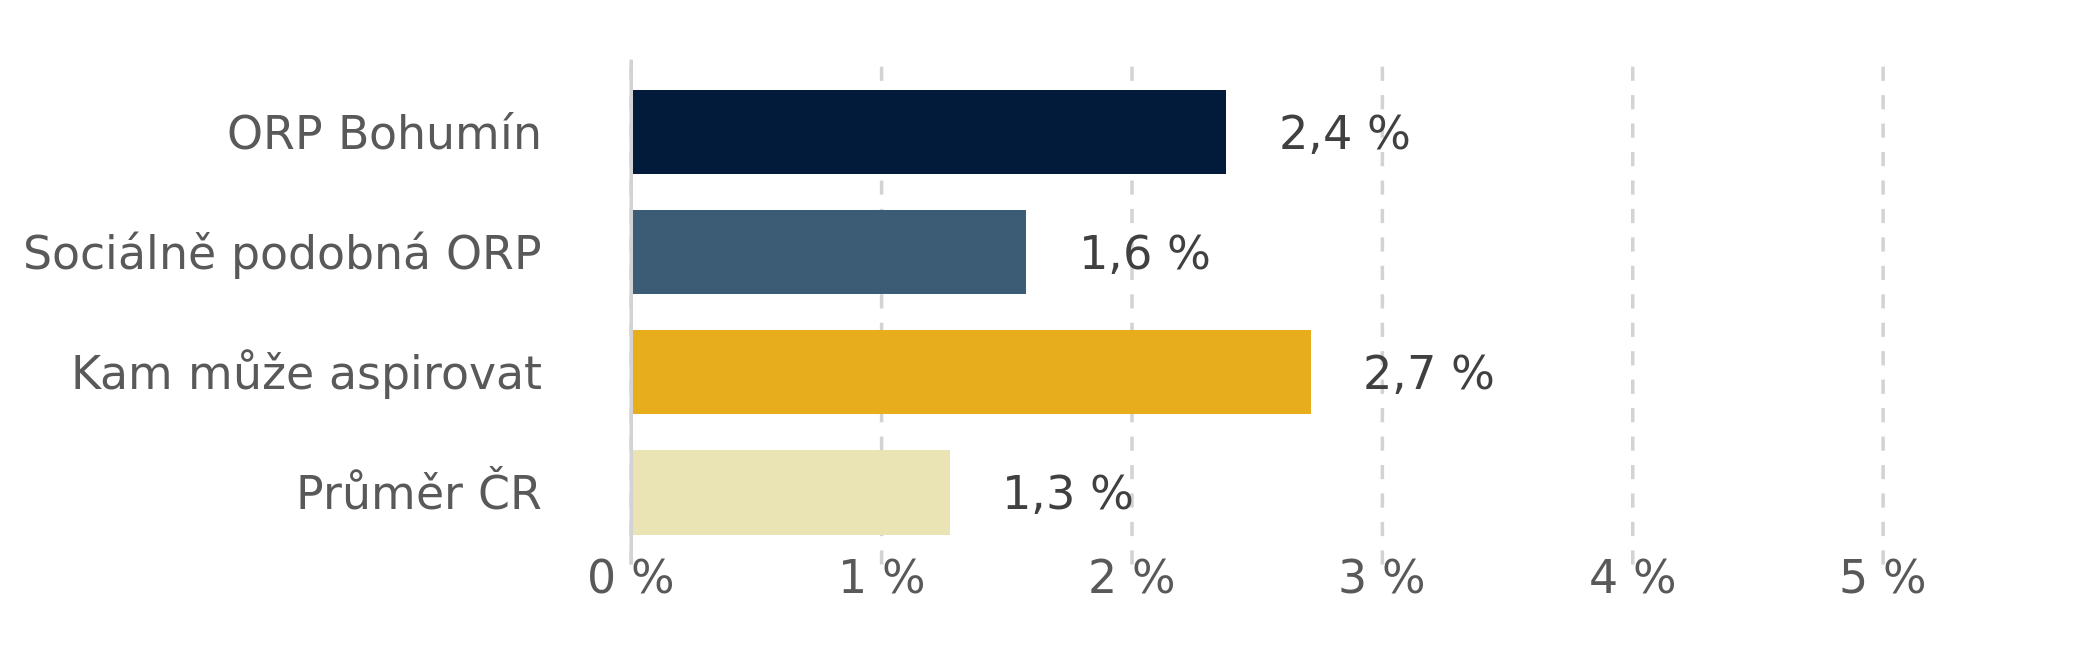 ORP Bohumín 2,4 %
Sociálně podobná ORP 1,6 %
Kam může aspirovat 2,7 %
Průměr ČR 1,3 %
0 % 1 % 2 % 3 % 4 % 5 %